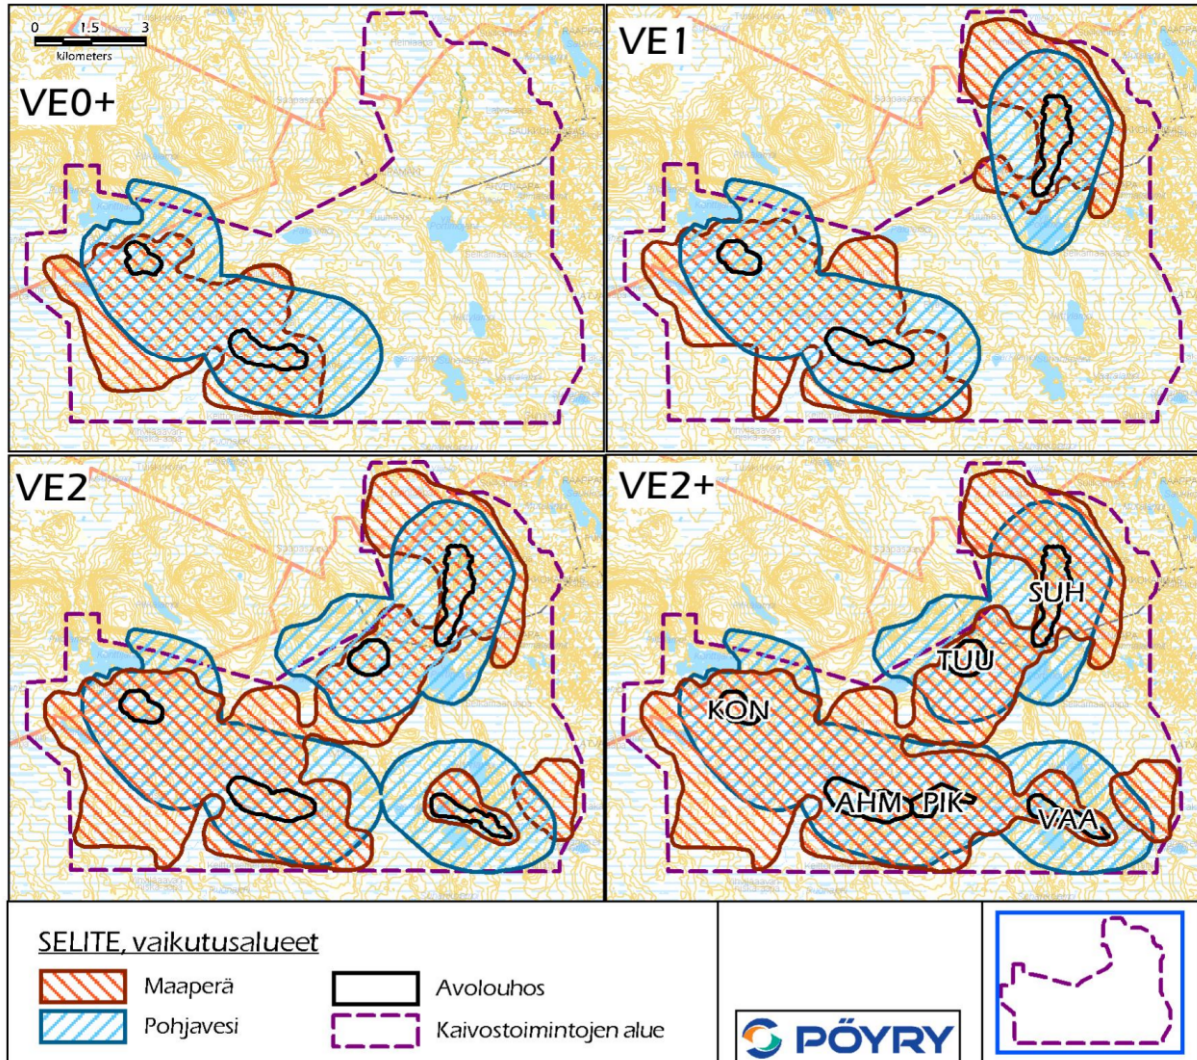 0 1.5 3
kilometers
VE0+
VE1
VE2
VE2+
SUH
TUU
KON
AHM
PIK
VAA
SELITE, vaikutusalueet
Maaperä
Avolouhos
Pohjavesi
Kaivostoimintojen alue
PÖYRY